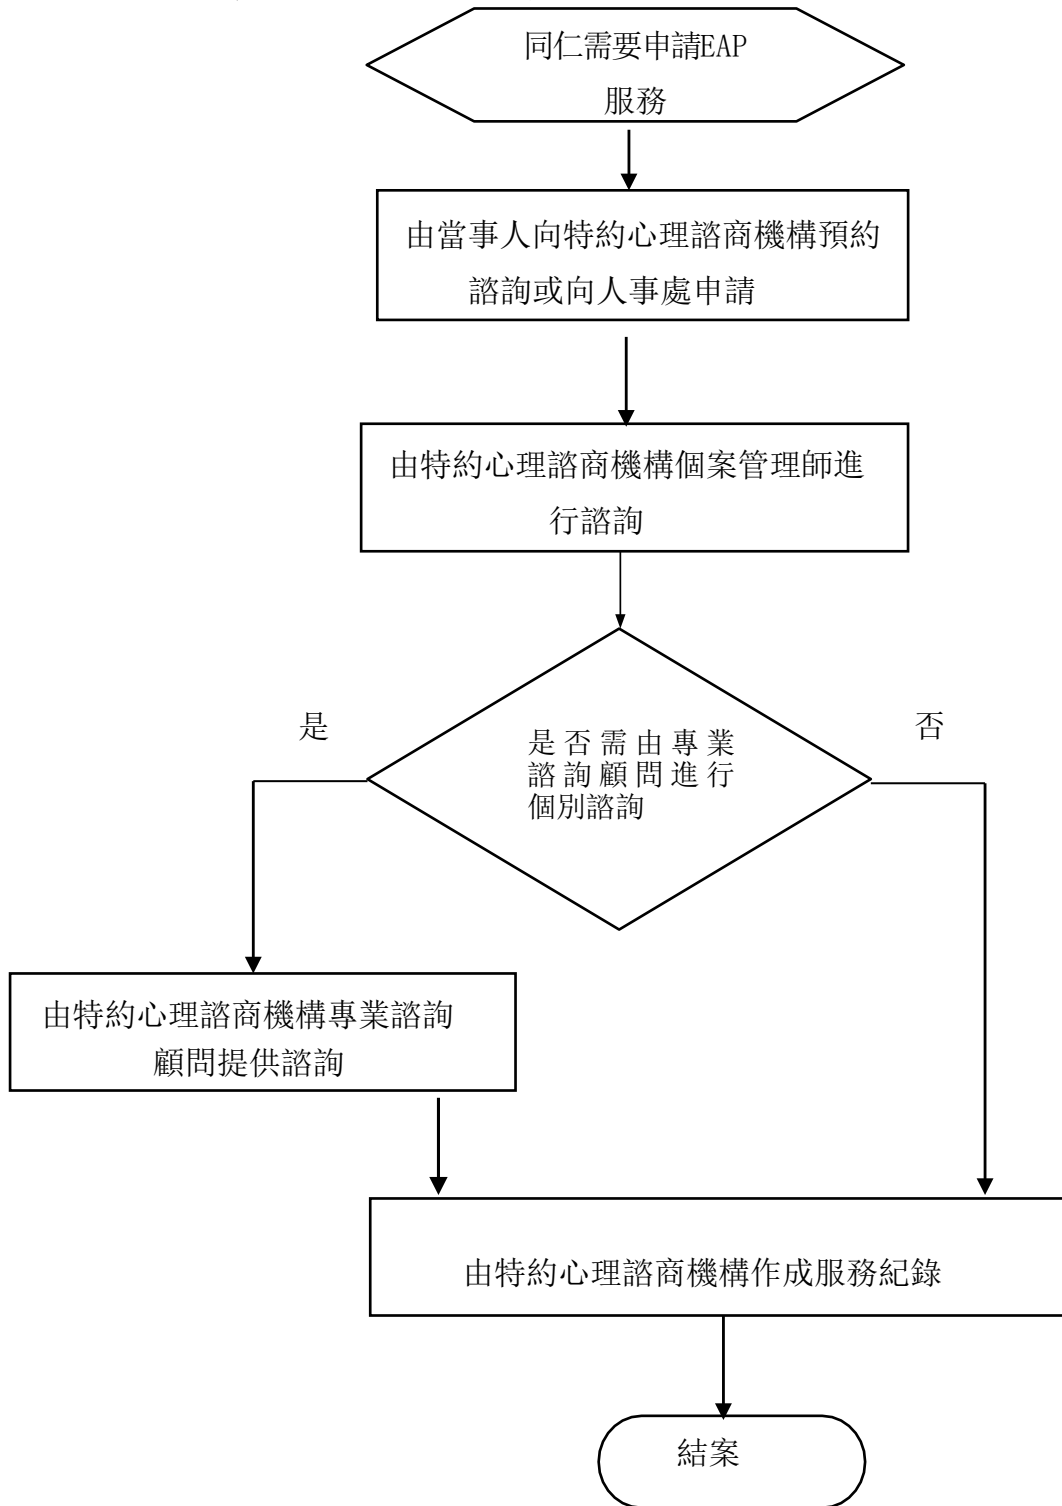 同仁需要申請EAP
服務
由當事人向特約心理諮商機構預約
諮詢或向人事處申請
由特約心理諮商機構個案管理師進
行諮詢
是
否
是否需由專業
諮詢顧問進行
個別諮詢
由特約心理諮商機構專業諮詢
顧問提供諮詢
由特約心理諮商機構作成服務紀錄
結案